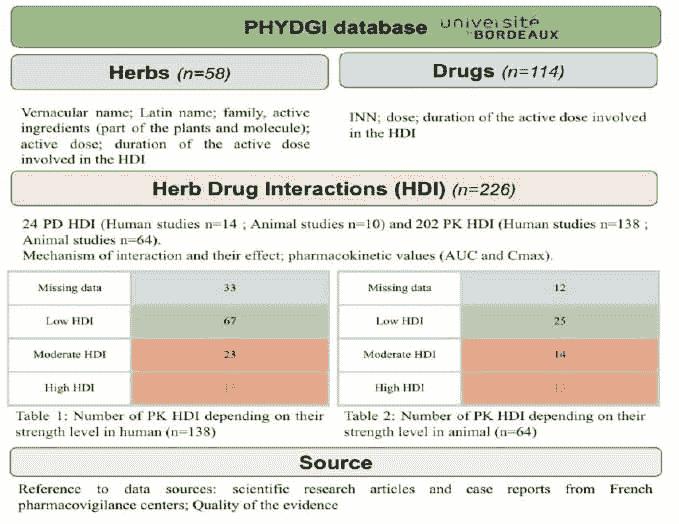 PHYDGI database université de BORDEAUX
Herbs (n=58)
Drugs (n=114)
Vernacular name; Latin name; family, active
ingredients (part of the plants and molecule);
active dose; duration of the active dose
involved in the HDI
INN; dose; duration of the active dose involved
in the HDI
Herb Drug Interactions (HDI) (n=226)
24 PD HDI (Human studies n=14 ; Animal studies n=10) and 202 PK HDI (Human studies n=138 ;
Animal studies n=64).
Mechanism of interaction and their effect; pharmacokinetic values (AUC and Cmax).
Missing data 33
Low HDI 67
Moderate HDI 23
High HDI
Table 1: Number of PK HDI depending on their
strength level in human (n=138)
Missing data 12
Low HDI 25
Moderate HDI 14
High HDI
Table 2: Number of PK HDI depending on their
strength level in animal (n=64)
Source
Reference to data sources: scientific research articles and case reports from French
pharmacovigilance centers; Quality of the evidence